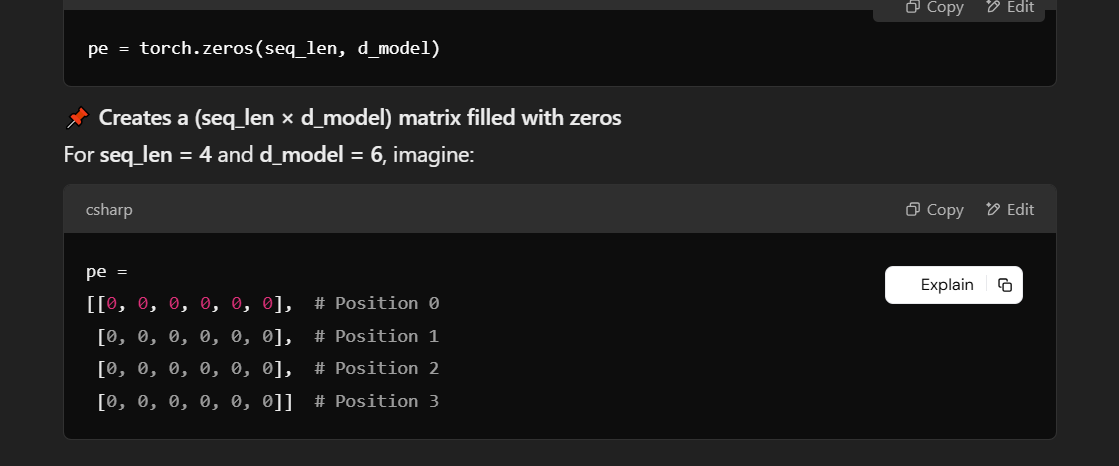 Copy Edit
pe = torch.zeros(seq_len, d_model)
📌 Creates a (seq_len × d_model) matrix filled with zeros
For seq_len = 4 and d_model = 6, imagine:
csharp Copy Edit
pe =
Explain
[[0, 0, 0, 0, 0, 0],  # Position 0
 [0, 0, 0, 0, 0, 0],  # Position 1
 [0, 0, 0, 0, 0, 0],  # Position 2
 [0, 0, 0, 0, 0, 0]]  # Position 3